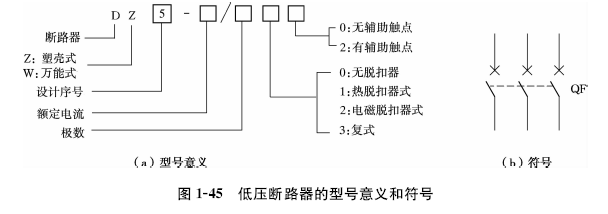 D Z 5 - □ / □ □ □
断路器
Z：塑壳式
W：万能式
设计序号
额定电流
极数
0：无辅助触点
2：有辅助触点
0：无脱扣器
1：热脱扣器式
2：电磁脱扣器式
3：复式
QF
（a）型号意义
（b）符号
图 1-45 低压断路器的型号意义和符号